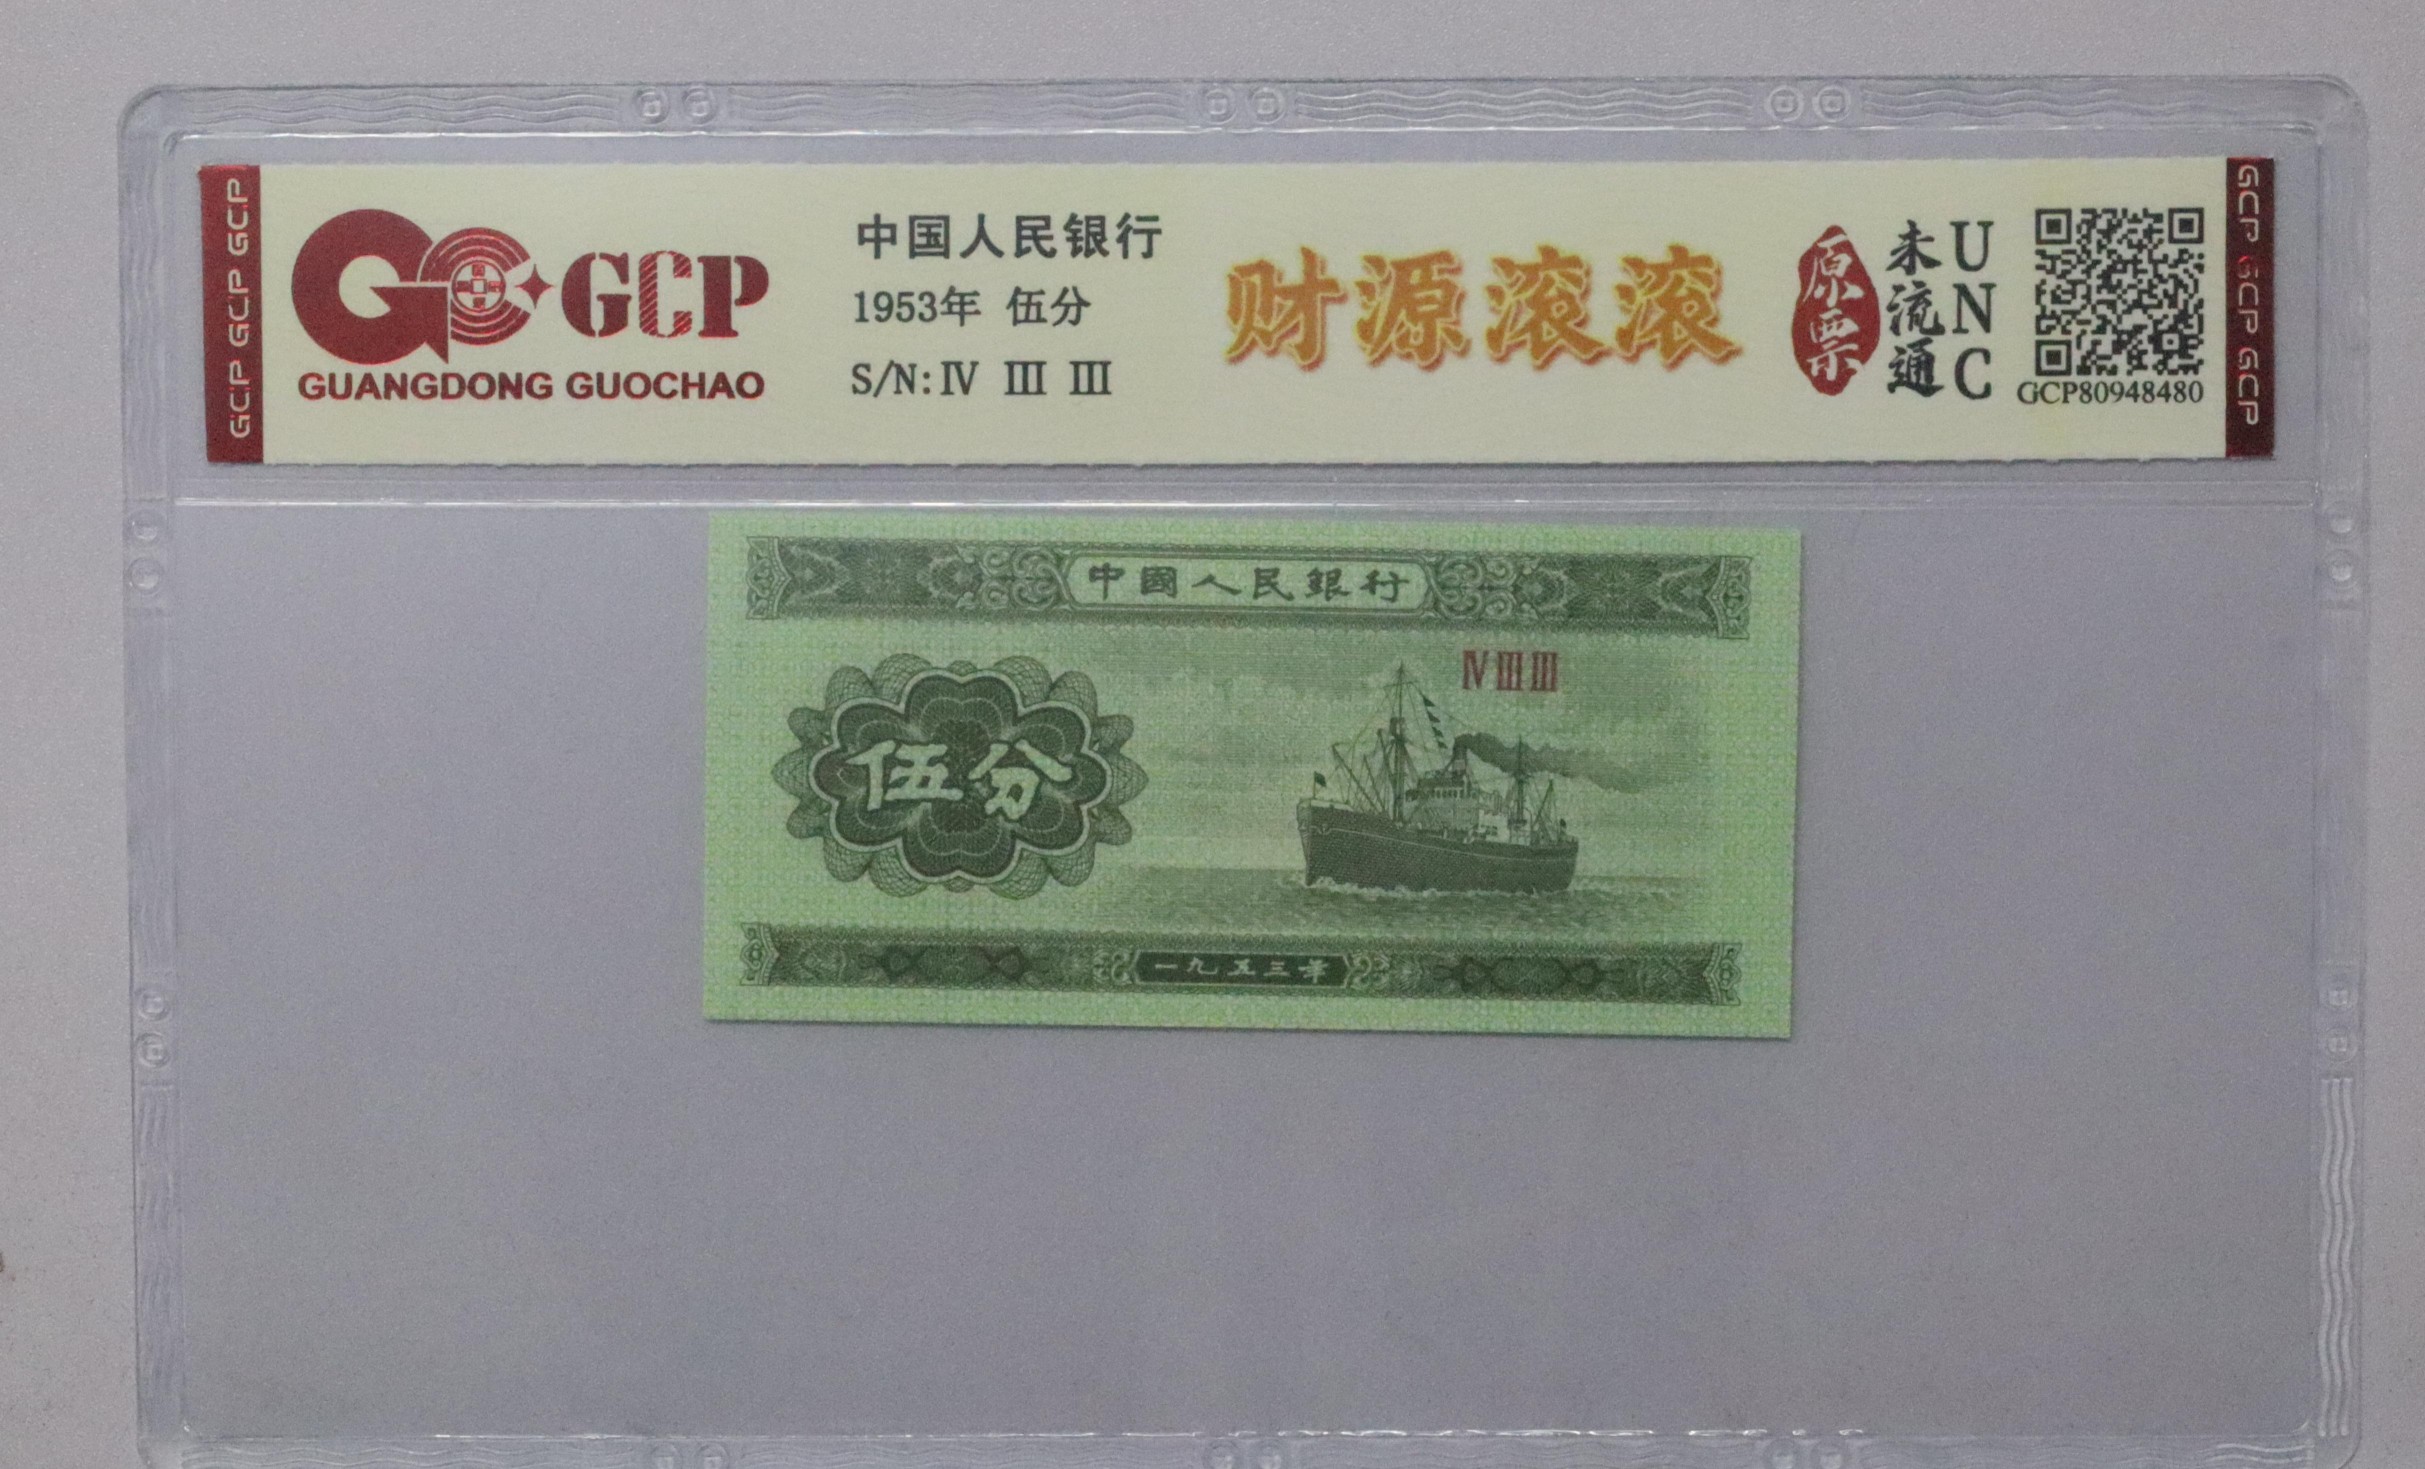 GCP GCP GCP
GCP
GUANGDONG GUOCHAO
中国人民银行
1953年 伍分
S/N: IV III III
财源滚滚
原票
未流通
UNC
GCP80948480
GCP GCP GCP
中國人民銀行
IV III III
伍分
一九五三年